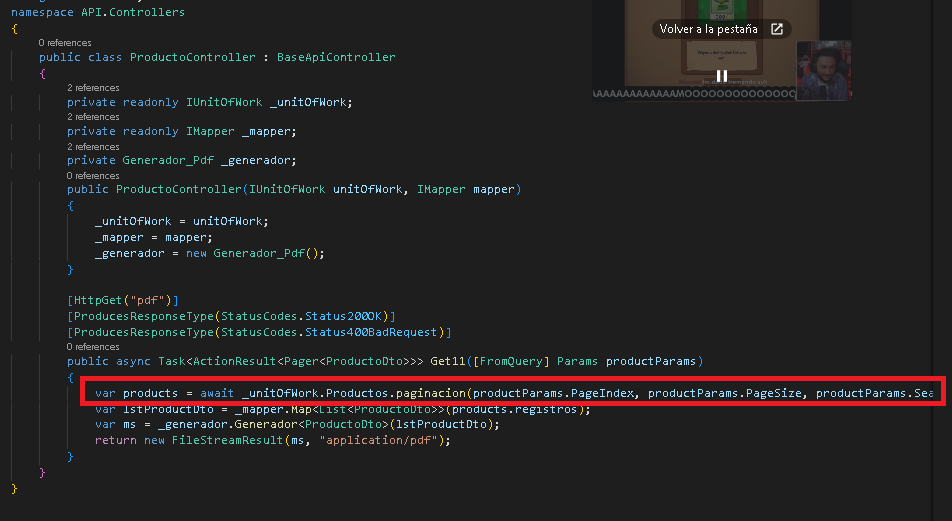 namespace API.Controllers
{
0 references
public class ProductoController : BaseApiController
{
2 references
private readonly IUnitOfWork _unitOfWork;
2 references
private readonly IMapper _mapper;
2 references
private Generador_Pdf _generador;
0 references
public ProductoController(IUnitOfWork unitOfWork, IMapper mapper)
{
_unitOfWork = unitOfWork;
_mapper = mapper;
_generador = new Generador_Pdf();
}
[HttpGet("pdf")]
[ProducesResponseType(StatusCodes.Status200OK)]
[ProducesResponseType(StatusCodes.Status400BadRequest)]
0 references
public async Task<ActionResult<Pager<ProductoDto>>> Get11([FromQuery] Params productParams)
{
var products = await _unitOfWork.Productos.paginacion(productParams.PageIndex, productParams.PageSize, productParams.Sea
var lstProductDto = _mapper.Map<List<ProductoDto>>(products.registros);
var ms = _generador.Generador<ProductoDto>(lstProductDto);
return new FileStreamResult(ms, "application/pdf");
}
}
}
Volver a la pestaña